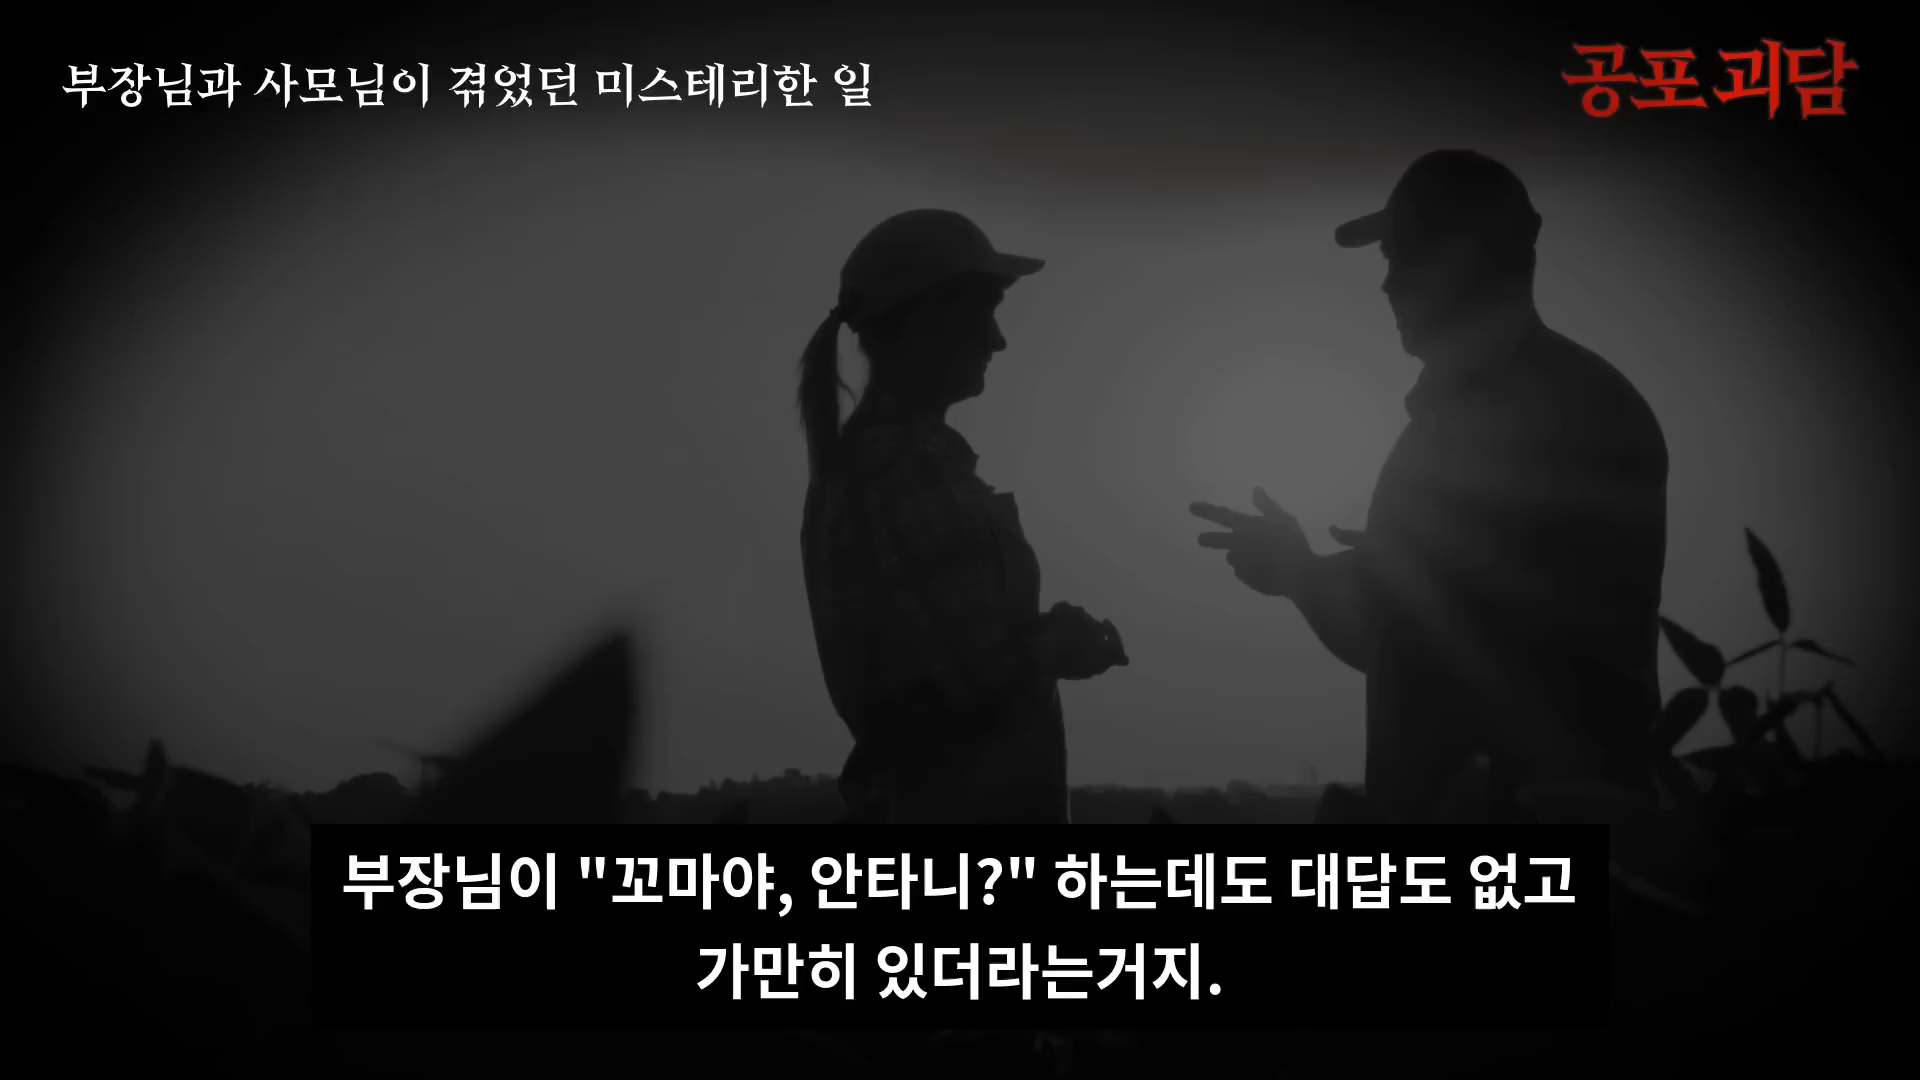 부장님과 사모님이 겪었던 미스테리한 일
공포 괴담
부장님이 "꼬마야, 안타니?" 하는데도 대답도 없고
가만히 있더라는거지.